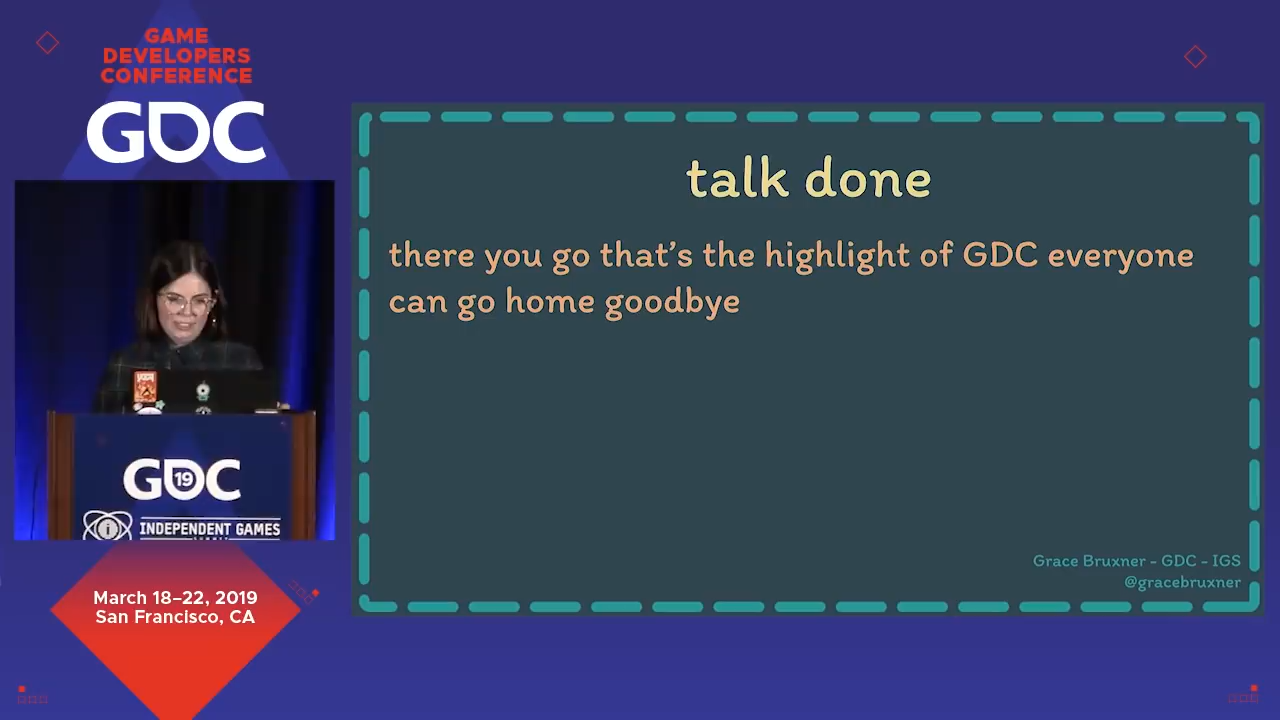 GAME
DEVELOPERS
CONFERENCE
GDC
talk done
there you go that's the highlight of GDC everyone
can go home goodbye
Grace Bruxner - GDC - IGS
@gracebruxner
GDC
19
INDEPENDENT GAMES
March 18–22, 2019
San Francisco, CA